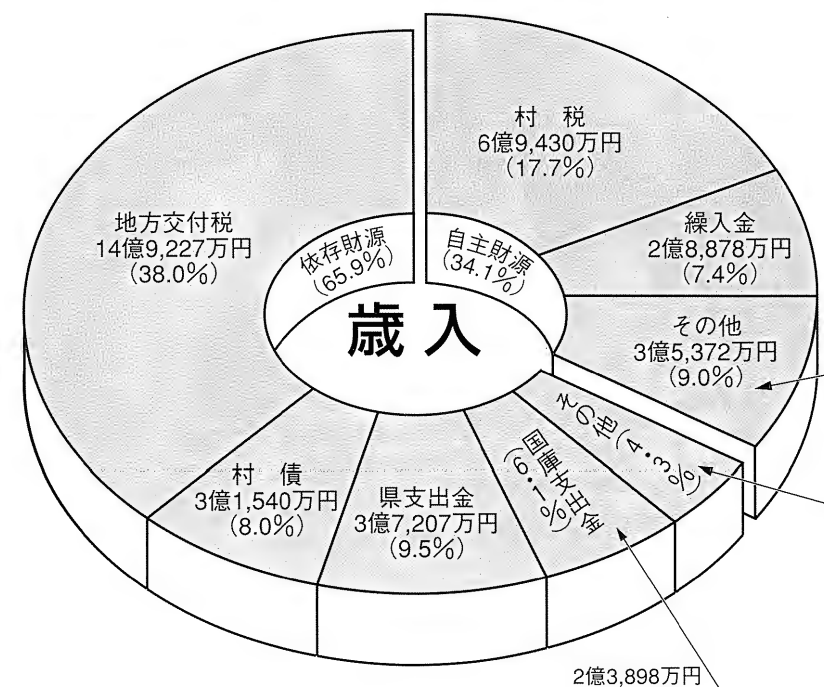 村 税
6億9,430万円
(17.7%)
繰入金
2億8,878万円
(7.4%)
その他
3億5,372万円
(9.0%)
その他(4・3%)
国庫支出金
(6・1%)
2億3,898万円
県支出金
3億7,207万円
(9.5%)
村 債
3億1,540万円
(8.0%)
地方交付税
14億9,227万円
(38.0%)
依存財源
(65.9%)
自主財源
(34.1%)
歳入